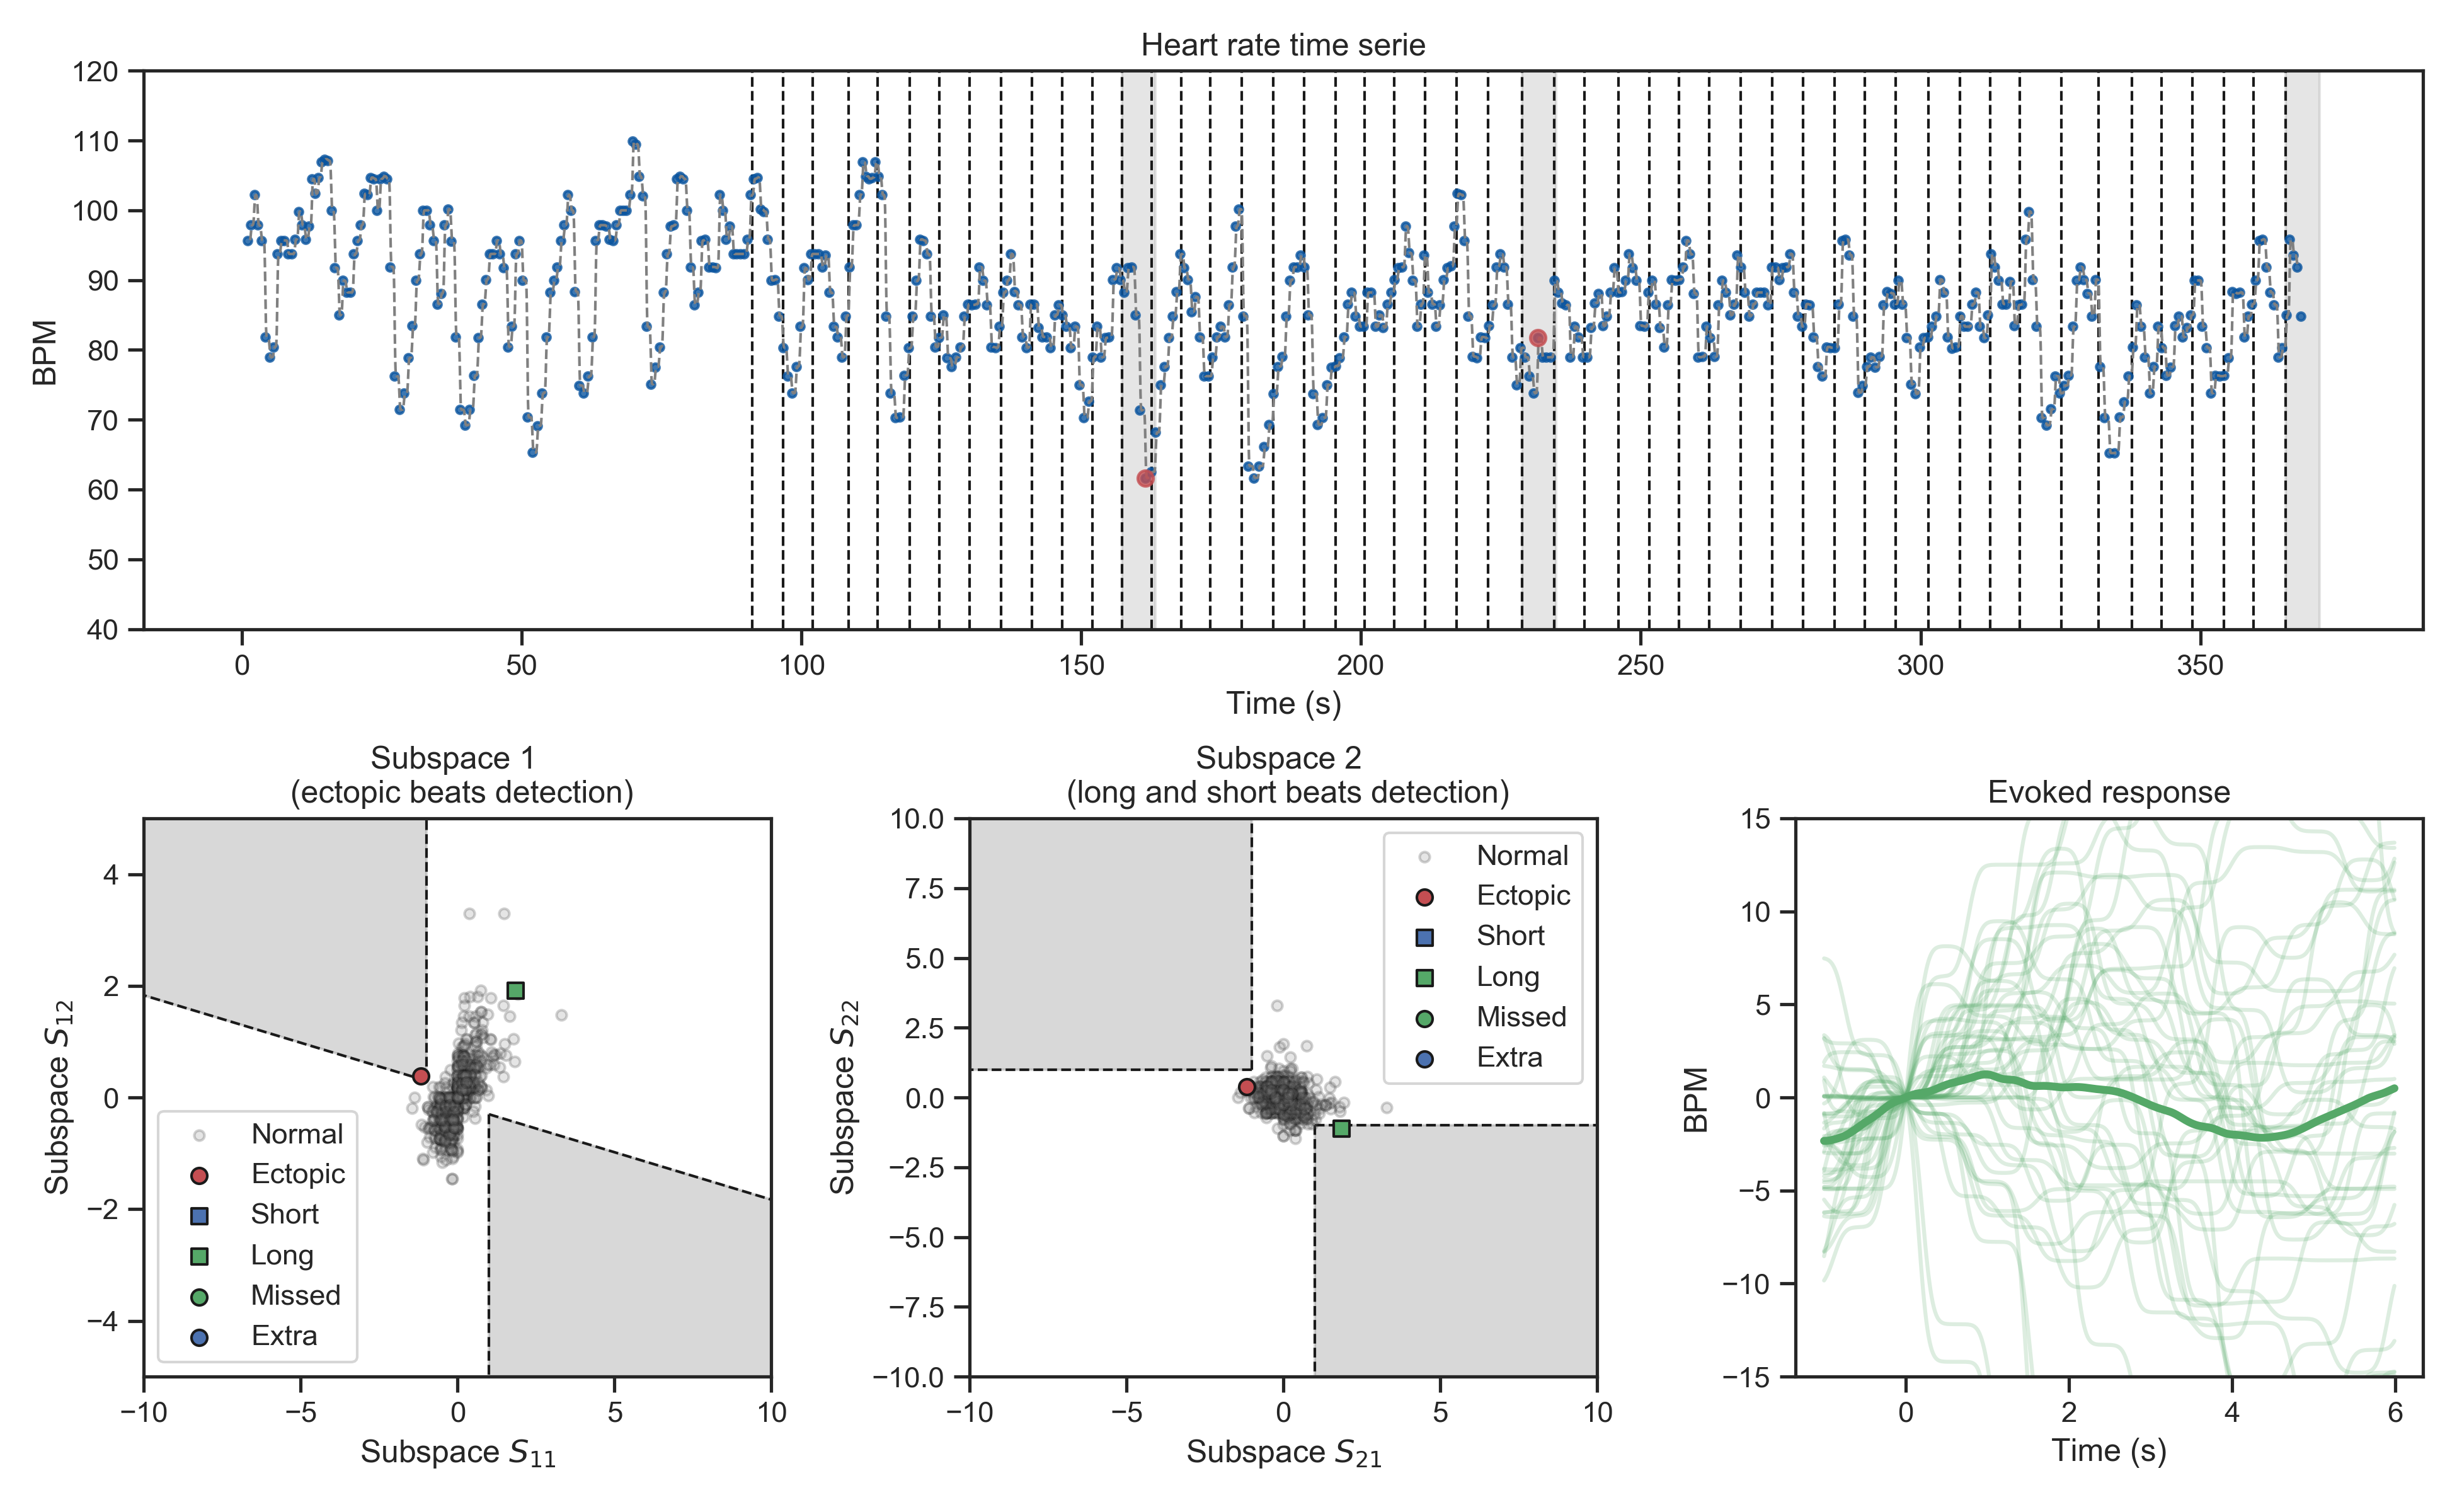 Heart rate time serie
120
110
100
90
80
70
60
50
40
BPM
0 50 100 150 200 250 300 350
Time (s)
Subspace 1
(ectopic beats detection)
4
2
0
−2
−4
Subspace S12
Normal
Ectopic
Short
Long
Missed
Extra
−10 −5 0 5 10
Subspace S11
Subspace 2
(long and short beats detection)
10.0
7.5
5.0
2.5
0.0
−2.5
−5.0
−7.5
−10.0
Subspace S22
Normal
Ectopic
Short
Long
Missed
Extra
−10 −5 0 5 10
Subspace S21
Evoked response
15
10
5
0
−5
−10
−15
BPM
0 2 4 6
Time (s)